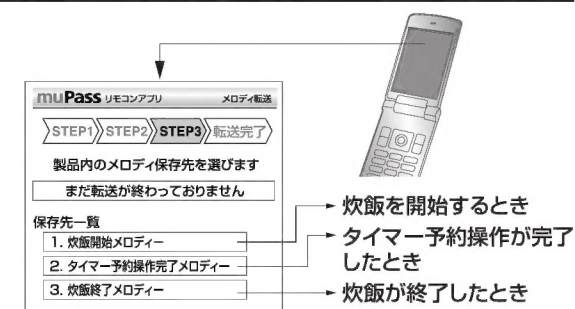 muPass リモコンアプリ メロディ転送
STEP1 STEP2 STEP3 転送完了
製品内のメロディ保存先を選びます
まだ転送が終わっておりません
保存先一覧
1. 炊飯開始メロディー
2. タイマー予約操作完了メロディー
3. 炊飯終了メロディー
炊飯を開始するとき
タイマー予約操作が完了
したとき
炊飯が終了したとき